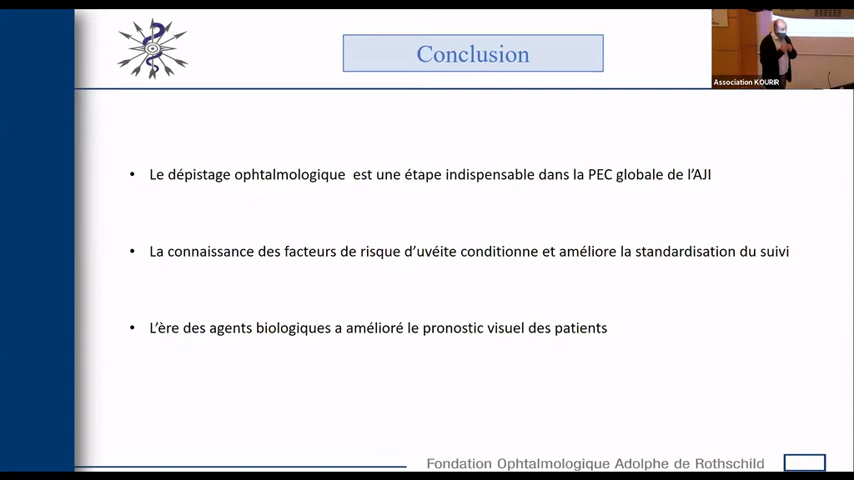 Conclusion
Association KOURIR
• Le dépistage ophtalmologique est une étape indispensable dans la PEC globale de l'AJI
• La connaissance des facteurs de risque d'uvéite conditionne et améliore la standardisation du suivi
• L'ère des agents biologiques a amélioré le pronostic visuel des patients
Fondation Ophtalmologique Adolphe de Rothschild